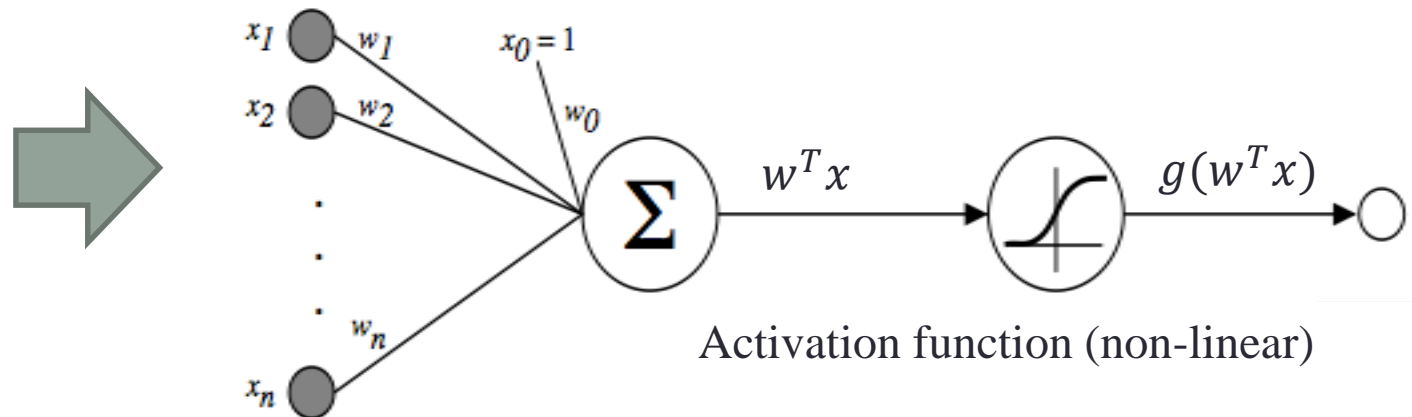 x1
w1
x0 = 1
x2
w2
w0
Σ
wᵀx
g(wᵀx)
.
.
.
wn
Activation function (non-linear)
xn